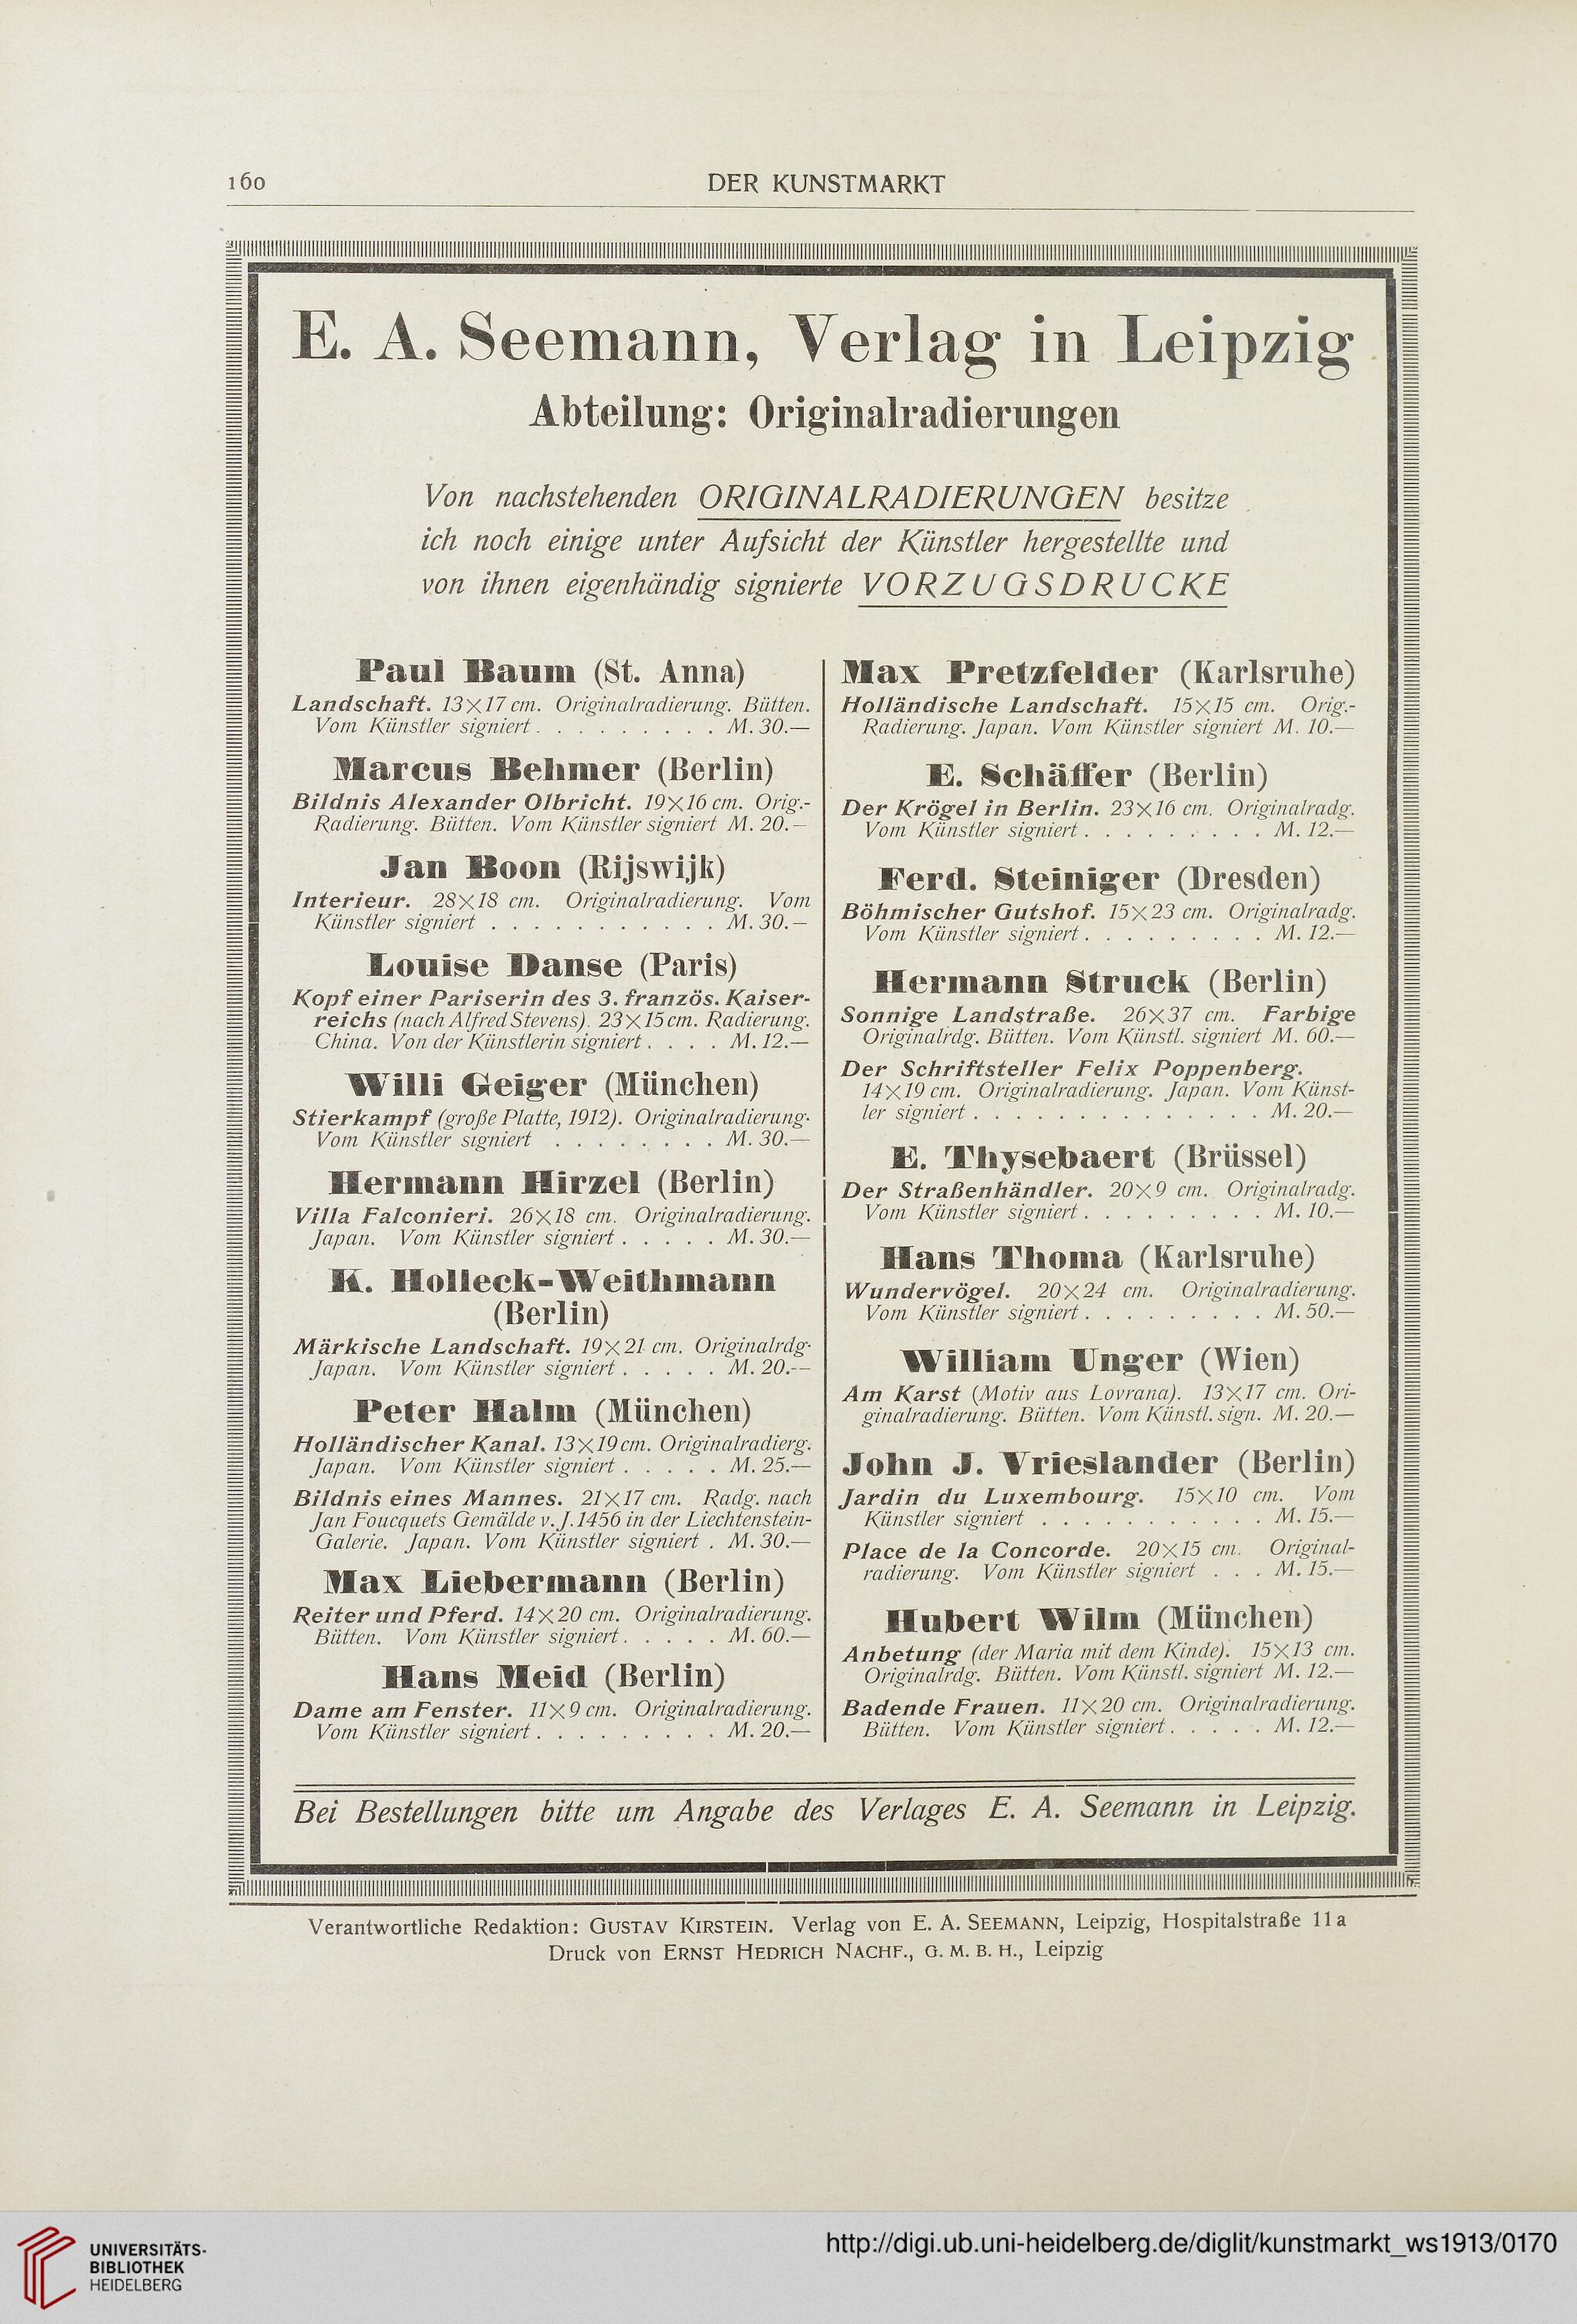 160
DER KUNSTMARKT
E. A. Seemann, Verlag in Leipzig
Abteilung: Originalradierungen
Von nachstehenden ORIGINALRADIERUNGEN besitze
ich noch einige unter Aufsicht der Künstler hergestellte und
von ihnen eigenhändig signierte VORZUGSDRUCKE
Paul Baum (St. Anna)
Landschaft. 13×17 cm. Originalradierung. Bütten.
Vom Künstler signiert . . . . . . . . . M. 30.—
Marcus Behmer (Berlin)
Bildnis Alexander Olbricht. 19×16 cm. Orig.-
Radierung. Bütten. Vom Künstler signiert M. 20.—
Jan Boon (Rijswijk)
Interieur. 28×18 cm. Originalradierung. Vom
Künstler signiert . . . . . . . . . . . M. 30.—
Louise Danse (Paris)
Kopf einer Pariserin des 3. französ. Kaiser-
reichs (nach Alfred Stevens). 23×15 cm. Radierung.
China. Von der Künstlerin signiert . . . . M. 12.—
Willi Geiger (München)
Stierkampf (große Platte, 1912). Originalradierung.
Vom Künstler signiert . . . . . . . . M. 30.—
Hermann Hirzel (Berlin)
Villa Falconieri. 26×18 cm. Originalradierung.
Japan. Vom Künstler signiert . . . . . M. 30.—
K. Holleck-Weithmann
(Berlin)
Märkische Landschaft. 19×21 cm. Originalrdg.
Japan. Vom Künstler signiert . . . . . M. 20.—
Peter Halm (München)
Holländischer Kanal. 13×19 cm. Originalradierg.
Japan. Vom Künstler signiert . . . . . M. 25.—
Bildnis eines Mannes. 21×17 cm. Radg. nach
Jan Foucquets Gemälde v. J. 1456 in der Liechtenstein-
Galerie. Japan. Vom Künstler signiert . M. 30.—
Max Liebermann (Berlin)
Reiter und Pferd. 14×20 cm. Originalradierung.
Bütten. Vom Künstler signiert . . . . . M. 60.—
Hans Meid (Berlin)
Dame am Fenster. 11×9 cm. Originalradierung.
Vom Künstler signiert . . . . . . . . . M. 20.—
Max Pretzfelder (Karlsruhe)
Holländische Landschaft. 15×15 cm. Orig.-
Radierung. Japan. Vom Künstler signiert M. 10.—
E. Schäffer (Berlin)
Der Krögel in Berlin. 23×16 cm. Originalradg.
Vom Künstler signiert . . . . . . . . . M. 12.—
Ferd. Steiniger (Dresden)
Böhmischer Gutshof. 15×23 cm. Originalradg.
Vom Künstler signiert . . . . . . . . . M. 12.—
Hermann Struck (Berlin)
Sonnige Landstraße. 26×37 cm. Farbige
Originalrdg. Bütten. Vom Künstl. signiert M. 60.—
Der Schriftsteller Felix Poppenberg.
14×19 cm. Originalradierung. Japan. Vom Künst-
ler signiert . . . . . . . . . . . . . . M. 20.—
E. Thysebaert (Brüssel)
Der Straßenhändler. 20×9 cm. Originalradg.
Vom Künstler signiert . . . . . . . . . M. 10.—
Hans Thoma (Karlsruhe)
Wundervögel. 20×24 cm. Originalradierung.
Vom Künstler signiert . . . . . . . . . M. 50.—
William Unger (Wien)
Am Karst (Motiv aus Lovrana). 13×17 cm. Ori-
ginalradierung. Bütten. Vom Künstl. sign. M. 20.—
John J. Vrieslander (Berlin)
Jardin du Luxembourg. 15×10 cm. Vom
Künstler signiert . . . . . . . . . . . M. 15.—
Place de la Concorde. 20×15 cm. Original-
radierung. Vom Künstler signiert . . . M. 15.—
Hubert Wilm (München)
Anbetung (der Maria mit dem Kinde). 15×13 cm.
Originalrdg. Bütten. Vom Künstl. signiert M. 12.—
Badende Frauen. 11×20 cm. Originalradierung.
Bütten. Vom Künstler signiert . . . . . M. 12.—
Bei Bestellungen bitte um Angabe des Verlages E. A. Seemann in Leipzig.
Verantwortliche Redaktion: GUSTAV KIRSTEIN. Verlag von E. A. SEEMANN, Leipzig, Hospitalstraße 11a
Druck von ERNST HEDRICH NACHF., G. M. B. H., Leipzig
UNIVERSITÄTS-
BIBLIOTHEK
HEIDELBERG
http://digi.ub.uni-heidelberg.de/diglit/kunstmarkt_ws1913/0170